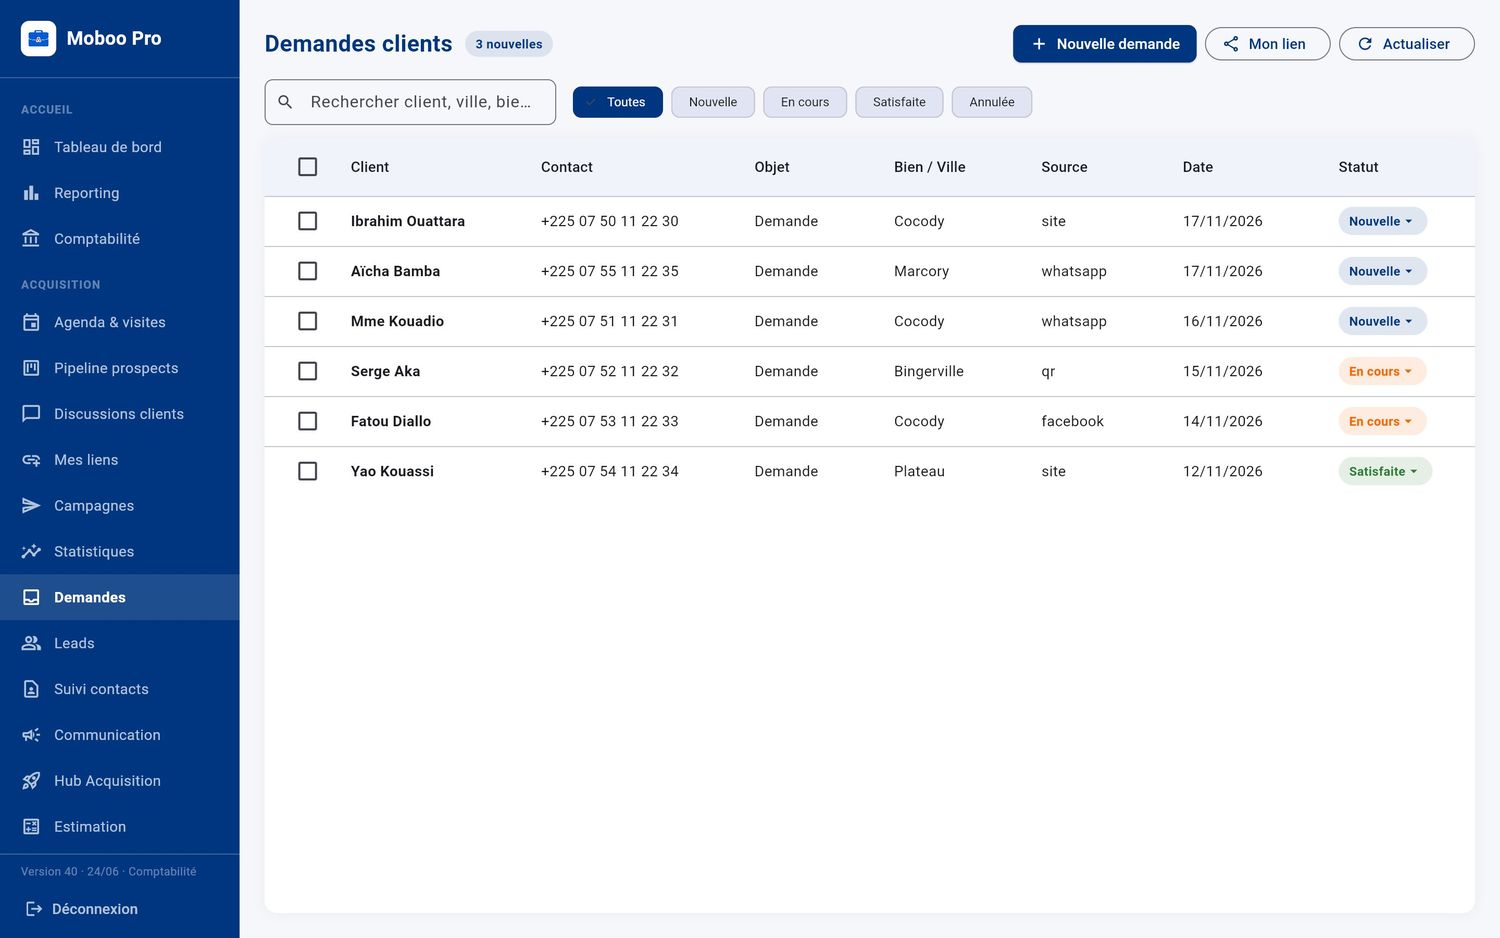 Moboo Pro
ACCUEIL
Tableau de bord
Reporting
Comptabilité
ACQUISITION
Agenda & visites
Pipeline prospects
Discussions clients
Mes liens
Campagnes
Statistiques
Demandes
Leads
Suivi contacts
Communication
Hub Acquisition
Estimation
Version 40 · 24/06 · Comptabilité
Déconnexion
Demandes clients 3 nouvelles Nouvelle demande Mon lien Actualiser
Rechercher client, ville, bie… Toutes Nouvelle En cours Satisfaite Annulée
Client Contact Objet Bien / Ville Source Date Statut
Ibrahim Ouattara +225 07 50 11 22 30 Demande Cocody site 17/11/2026 Nouvelle
Aïcha Bamba +225 07 55 11 22 35 Demande Marcory whatsapp 17/11/2026 Nouvelle
Mme Kouadio +225 07 51 11 22 31 Demande Cocody whatsapp 16/11/2026 Nouvelle
Serge Aka +225 07 52 11 22 32 Demande Bingerville qr 15/11/2026 En cours
Fatou Diallo +225 07 53 11 22 33 Demande Cocody facebook 14/11/2026 En cours
Yao Kouassi +225 07 54 11 22 34 Demande Plateau site 12/11/2026 Satisfaite